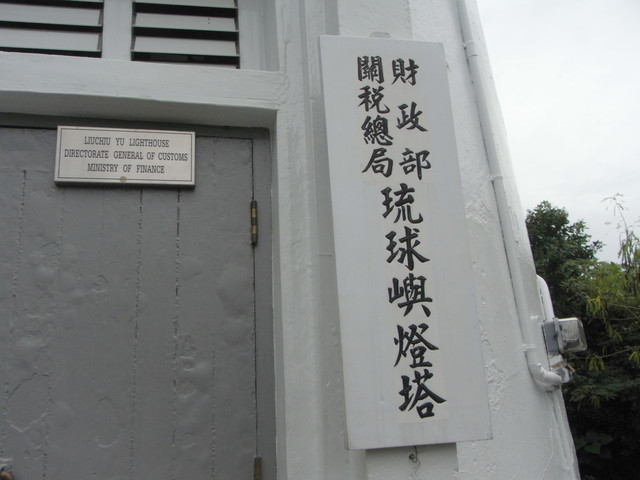 LIUCHIU YU LIGHTHOUSE
DIRECTORATE GENERAL OF CUSTOMS
MINISTRY OF FINANCE
財政部
關稅總局
琉球嶼燈塔